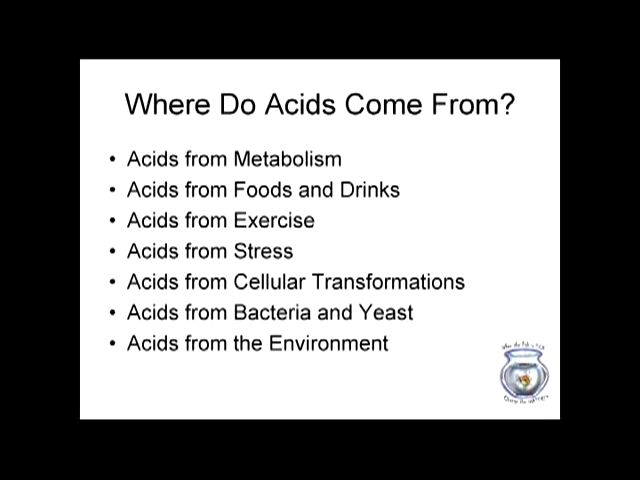 Where Do Acids Come From?
• Acids from Metabolism
• Acids from Foods and Drinks
• Acids from Exercise
• Acids from Stress
• Acids from Cellular Transformations
• Acids from Bacteria and Yeast
• Acids from the Environment